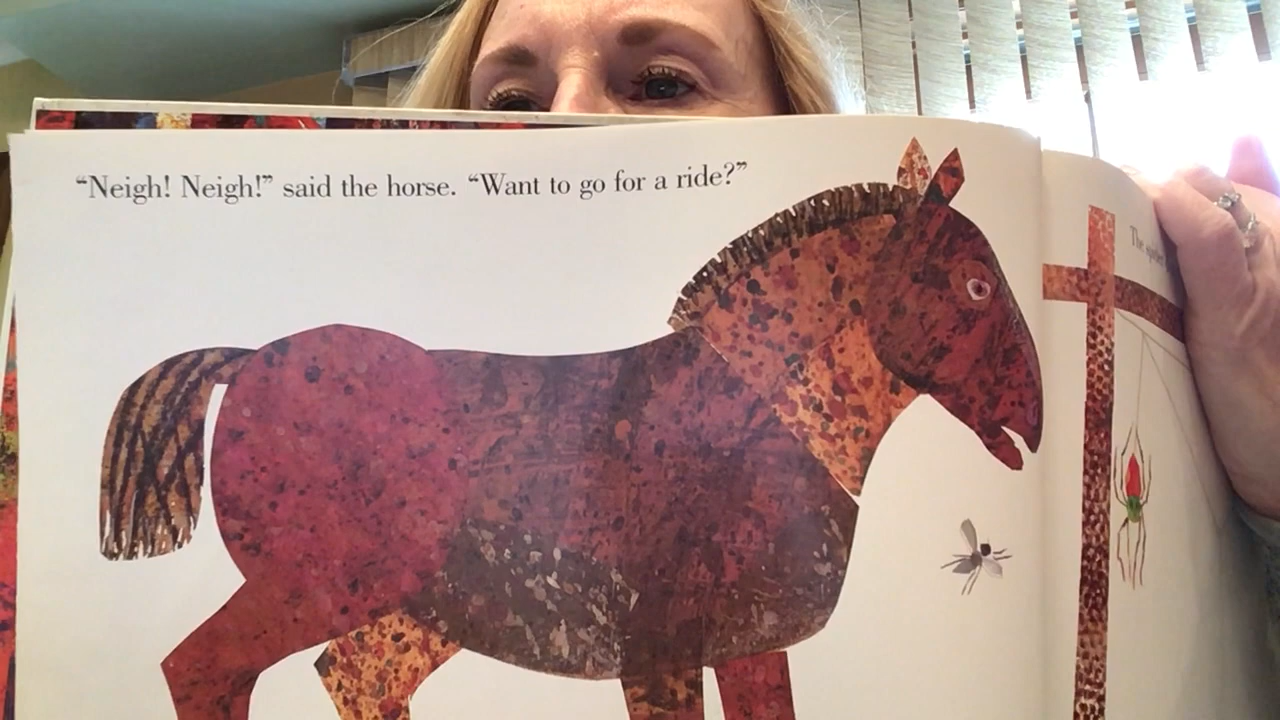 “Neigh! Neigh!” said the horse. “Want to go for a ride?”
The spider